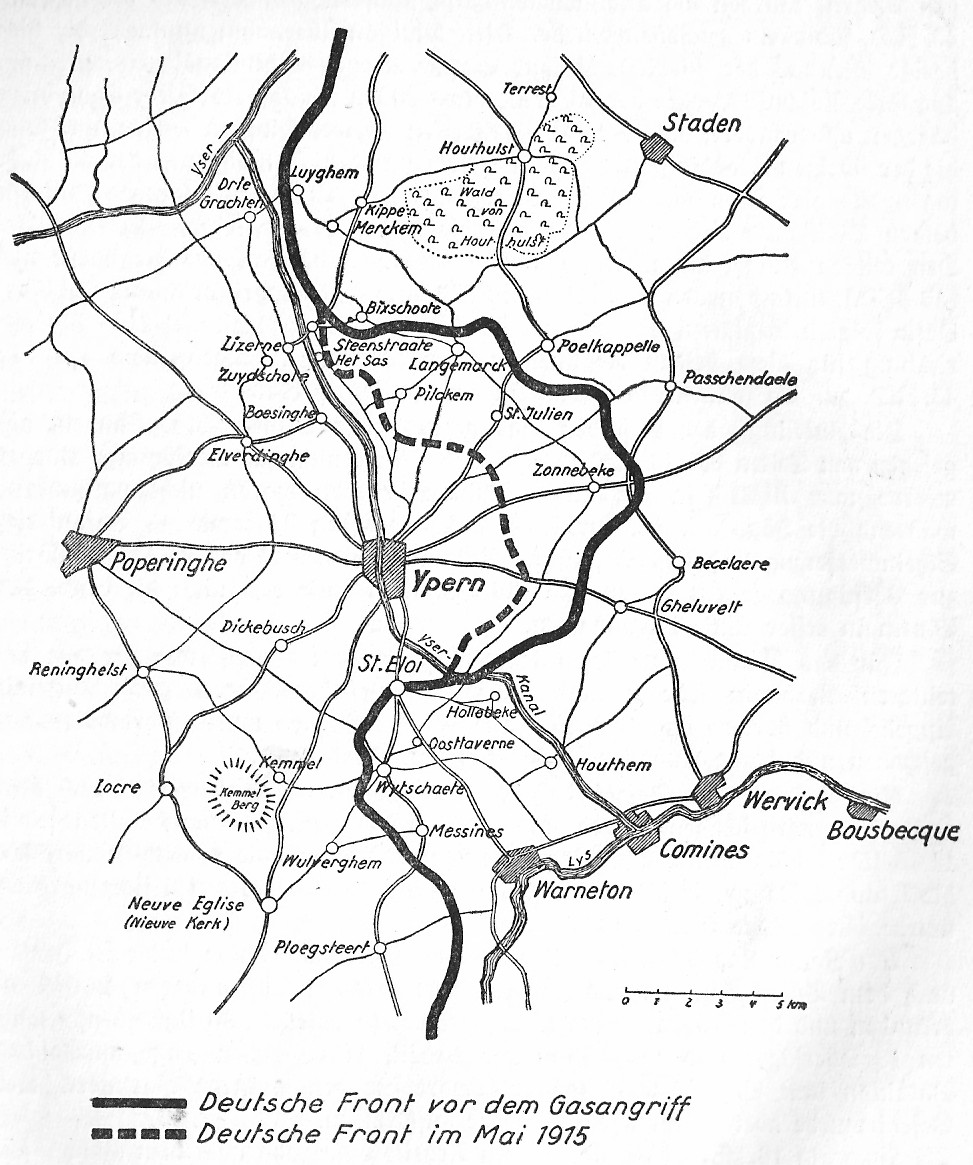 Terrest
Staden
Yser
Houthulst
Luyghem
Drie
Grachten
Wald
von
Hout-
hulst
Kippe
Merckem
Bixschoote
Lizerne
Steenstraate
Het Sas
Langemarck
Poelkappelle
Zuydschote
Pilckem
Passchendaele
Boesinghe
St. Julien
Elverdinghe
Zonnebeke
Poperinghe
Ypern
Becelaere
Gheluvelt
Dickebusch
Yser-
Kanal
Reninghelst
St. Eloi
Hollebeke
Oosttaverne
Kemmel
Houthem
Locre
Kemmel
Berg
Wytschaete
Wervick
Bousbecque
Messines
Comines
Wulverghem
Lys
Warneton
Neuve Eglise
(Nieuve Kerk)
Ploegsteert
0 1 2 3 4 5 km
Deutsche Front vor dem Gasangriff
Deutsche Front im Mai 1915